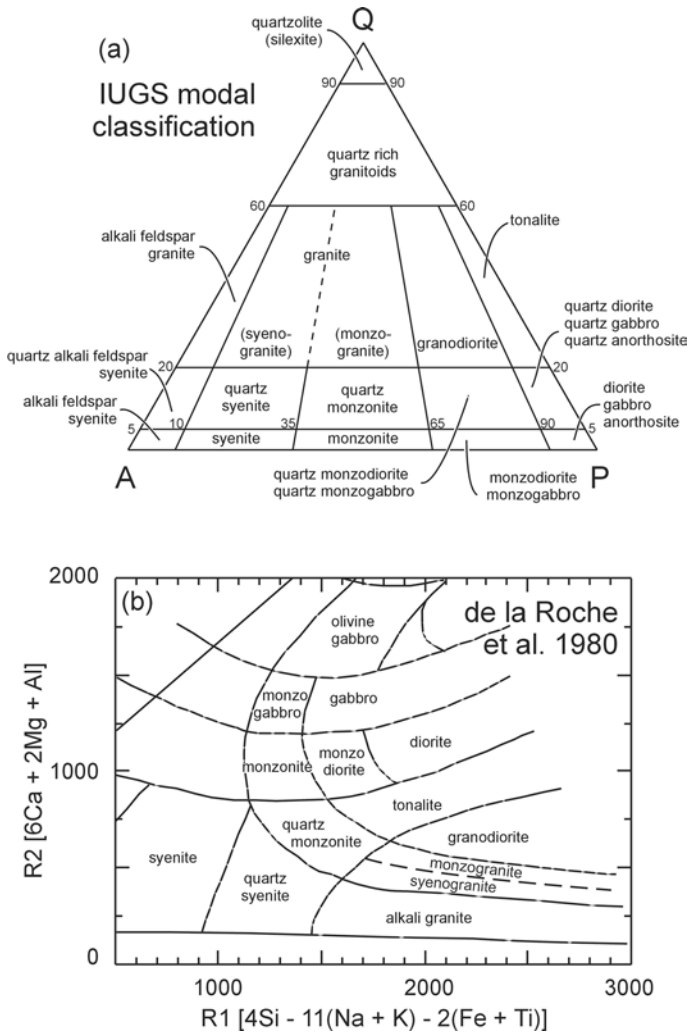 quartzolite
(silexite)
Q
(a)
IUGS modal
classification
90
90
quartz rich
granitoids
60
60
alkali feldspar
granite
tonalite
granite
(syeno-
granite)
(monzo-
granite)
granodiorite
quartz diorite
quartz gabbro
quartz anorthosite
quartz alkali feldspar
syenite
20
20
quartz
syenite
quartz
monzonite
alkali feldspar
syenite
diorite
gabbro
anorthosite
5
10
35
65
90
5
syenite
monzonite
A
quartz monzodiorite
quartz monzogabbro
monzodiorite
monzogabbro
P
2000
(b)
de la Roche
et al. 1980
olivine
gabbro
monzo
gabbro
gabbro
monzonite
monzo
diorite
diorite
1000
tonalite
quartz
monzonite
granodiorite
syenite
monzogranite
syenogranite
quartz
syenite
alkali granite
0
R2 [6Ca + 2Mg + Al]
1000
2000
3000
R1 [4Si - 11(Na + K) - 2(Fe + Ti)]